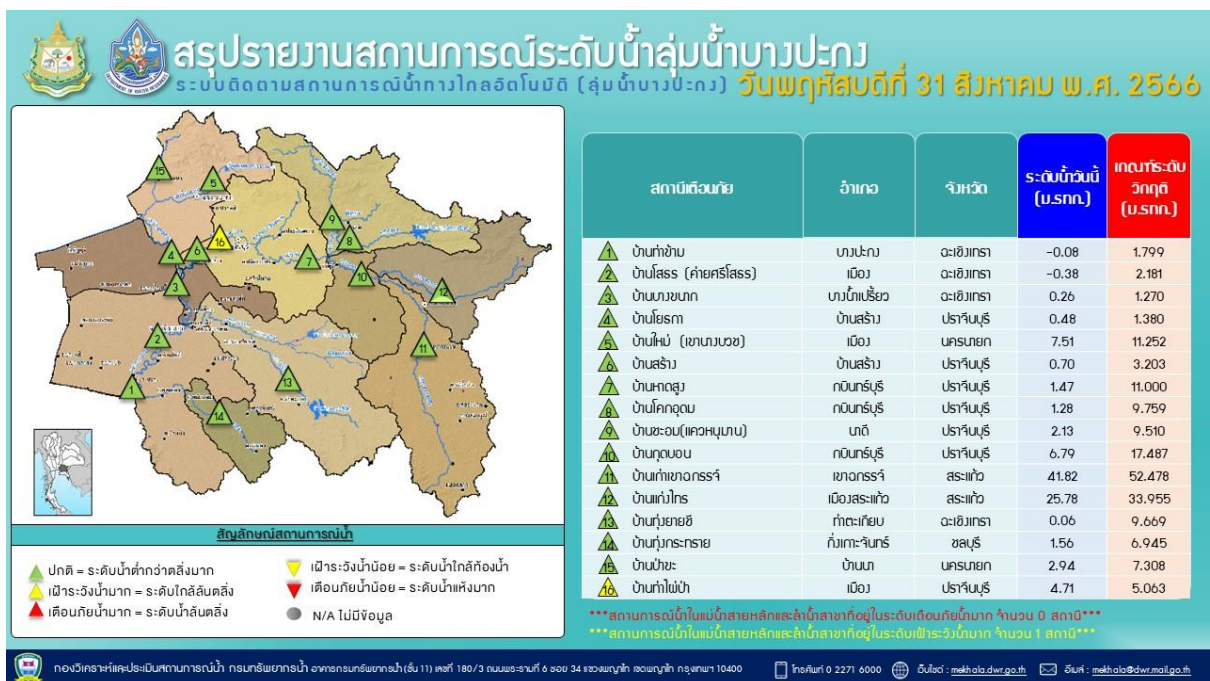 สรุปรายงานสถานการณ์ระดับน้ำลุ่มน้ำบางปะกง
ระบบติดตามสถานการณ์น้ำทางไกลอัตโนมัติ (ลุ่มน้ำบางปะกง) วันพฤหัสบดีที่ 31 สิงหาคม พ.ศ. 2566
สถานีเตือนภัย อำเภอ จังหวัด ระดับน้ำวันนี้ (ม.รทก.) เกณฑ์ระดับวิกฤติ (ม.รทก.)
1 บ้านท่าข้าม บางปะกง ฉะเชิงเทรา -0.08 1.799
2 บ้านโสธร (ค่ายศรีโสธร) เมือง ฉะเชิงเทรา -0.38 2.181
3 บ้านบางขนาก บางน้ำเปรี้ยว ฉะเชิงเทรา 0.26 1.270
4 บ้านโยธกา บ้านสร้าง ปราจีนบุรี 0.48 1.380
5 บ้านใหม่ (เขานางบวช) เมือง นครนายก 7.51 11.252
6 บ้านสร้าง บ้านสร้าง ปราจีนบุรี 0.70 3.203
7 บ้านหาดสูง กบินทร์บุรี ปราจีนบุรี 1.47 11.000
8 บ้านโคกอุดม กบินทร์บุรี ปราจีนบุรี 1.28 9.759
9 บ้านชะอม(แควหนุมาน) นาดี ปราจีนบุรี 2.13 9.510
10 บ้านกุดบอน กบินทร์บุรี ปราจีนบุรี 6.79 17.487
11 บ้านเก่าเขาฉกรรจ์ เขาฉกรรจ์ สระแก้ว 41.82 52.478
12 บ้านแก่งไทร เมืองสระแก้ว สระแก้ว 25.78 33.955
13 บ้านทุ่งยายชี ท่าตะเกียบ ฉะเชิงเทรา 0.06 9.669
14 บ้านทุ่งกระทราย กิ่งเกาะจันทร์ ชลบุรี 1.56 6.945
15 บ้านป่าขะ บ้านนา นครนายก 2.94 7.308
16 บ้านท่าไผ่ป่า เมือง ปราจีนบุรี 4.71 5.063
***สถานการณ์น้ำในแม่น้ำสายหลักและลำน้ำสาขาที่อยู่ในระดับเตือนภัยน้ำมาก จำนวน 0 สถานี***
***สถานการณ์น้ำในแม่น้ำสายหลักและลำน้ำสาขาที่อยู่ในระดับเฝ้าระวังน้ำมาก จำนวน 1 สถานี***
สัญลักษณ์สถานการณ์น้ำ
ปกติ = ระดับน้ำต่ำกว่าตลิ่งมาก
เฝ้าระวังน้ำมาก = ระดับใกล้ล้นตลิ่ง
เตือนภัยน้ำมาก = ระดับน้ำล้นตลิ่ง
เฝ้าระวังน้ำน้อย = ระดับน้ำใกล้ท้องน้ำ
เตือนภัยน้ำน้อย = ระดับน้ำแห้งมาก
N/A ไม่มีข้อมูล
กองวิเคราะห์และประเมินสถานการณ์น้ำ กรมทรัพยากรน้ำ อาคารกรมทรัพยากรน้ำ (ชั้น 11) เลขที่ 180/3 ถนนพระรามที่ 6 ซอย 34 แขวงพญาไท เขตพญาไท กรุงเทพฯ 10400 โทรศัพท์ 0 2271 6000 เว็บไซต์ : mekhala.dwr.go.th อีเมล์ : mekhala@dwr.mail.go.th